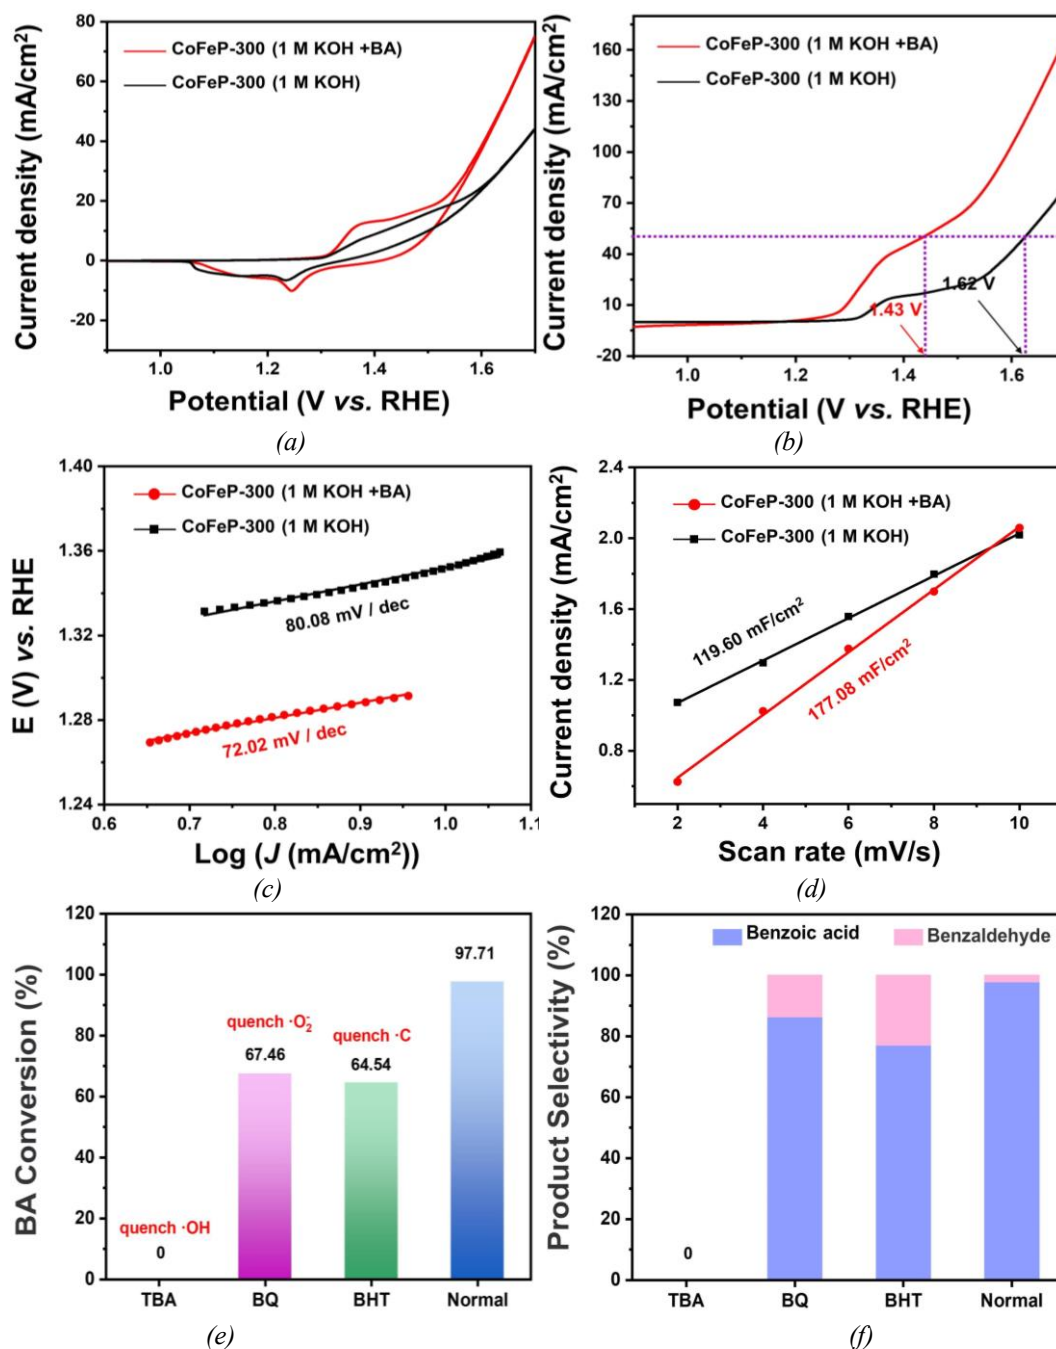 Current density (mA/cm²)
80
60
40
20
0
-20
CoFeP-300 (1 M KOH +BA)
CoFeP-300 (1 M KOH)
1.0
1.2
1.4
1.6
Potential (V vs. RHE)
(a)
Current density (mA/cm²)
160
130
100
70
40
10
-20
CoFeP-300 (1 M KOH +BA)
CoFeP-300 (1 M KOH)
1.62 V
1.43 V
1.0
1.2
1.4
1.6
Potential (V vs. RHE)
(b)
E (V) vs. RHE
1.40
1.36
1.32
1.28
1.24
CoFeP-300 (1 M KOH +BA)
CoFeP-300 (1 M KOH)
80.08 mV / dec
72.02 mV / dec
0.6
0.7
0.8
0.9
1.0
1.1
Log (J (mA/cm²))
(c)
Current density (mA/cm²)
2.4
2.0
1.6
1.2
0.8
CoFeP-300 (1 M KOH +BA)
CoFeP-300 (1 M KOH)
119.60 mF/cm²
177.08 mF/cm²
2
4
6
8
10
Scan rate (mV/s)
(d)
BA Conversion (%)
120
100
80
60
40
20
0
97.71
quench ·O₂⁻
67.46
quench ·C
64.54
quench ·OH
0
TBA
BQ
BHT
Normal
(e)
Product Selectivity (%)
120
100
80
60
40
20
0
Benzoic acid
Benzaldehyde
0
TBA
BQ
BHT
Normal
(f)